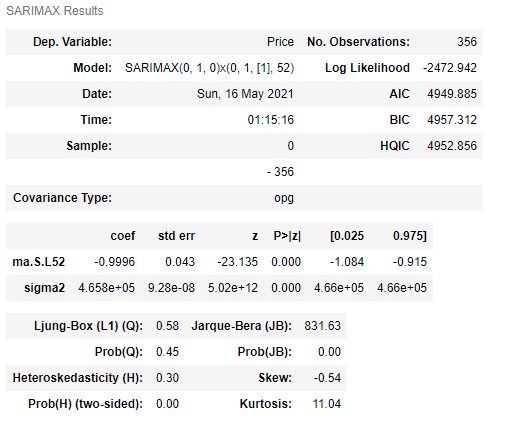 SARIMAX Results
Dep. Variable: Price No. Observations: 356
Model: SARIMAX(0, 1, 0)x(0, 1, [1], 52) Log Likelihood -2472.942
Date: Sun, 16 May 2021 AIC 4949.885
Time: 01:15:16 BIC 4957.312
Sample: 0 HQIC 4952.856
- 356
Covariance Type: opg
coef std err z P>|z| [0.025 0.975]
ma.S.L52 -0.9996 0.043 -23.135 0.000 -1.084 -0.915
sigma2 4.658e+05 9.28e-08 5.02e+12 0.000 4.66e+05 4.66e+05
Ljung-Box (L1) (Q): 0.58 Jarque-Bera (JB): 831.63
Prob(Q): 0.45 Prob(JB): 0.00
Heteroskedasticity (H): 0.30 Skew: -0.54
Prob(H) (two-sided): 0.00 Kurtosis: 11.04